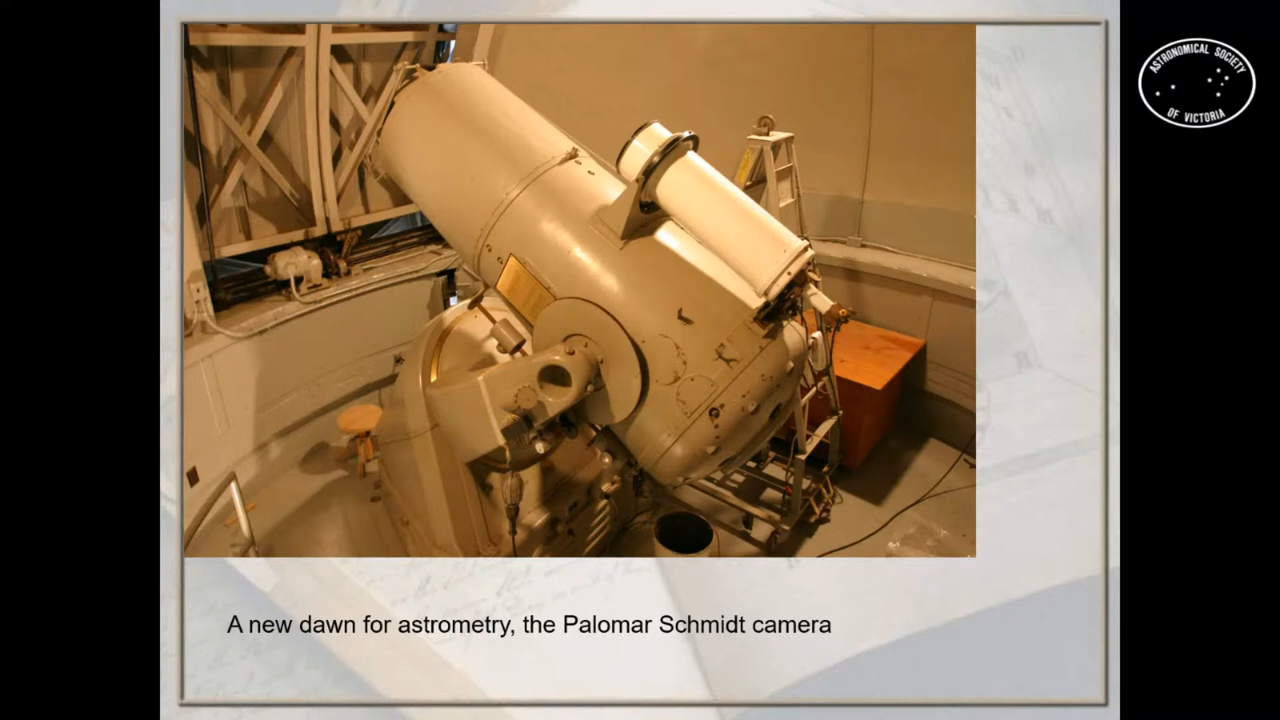 ASTRONOMICAL SOCIETY
OF VICTORIA
A new dawn for astrometry, the Palomar Schmidt camera